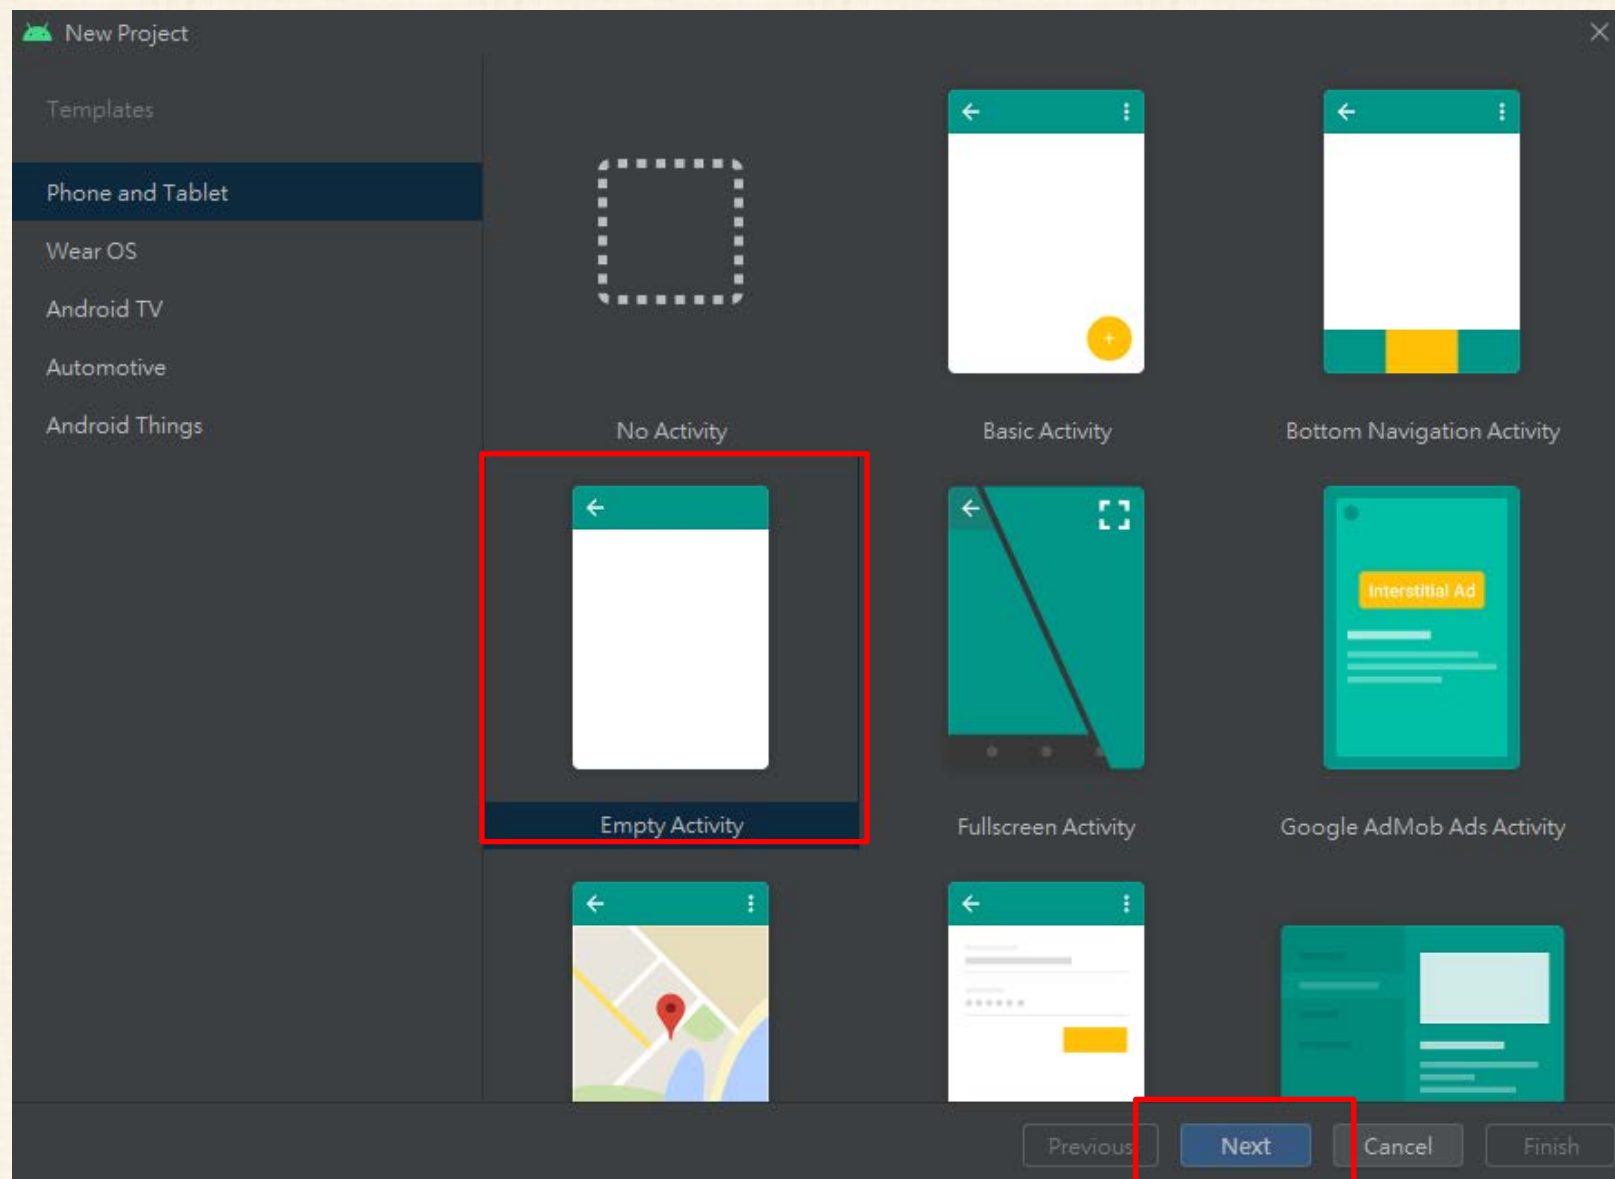 New Project
Templates
Phone and Tablet
Wear OS
Android TV
Automotive
Android Things
No Activity
Basic Activity
Bottom Navigation Activity
Empty Activity
Fullscreen Activity
Interstitial Ad
Google AdMob Ads Activity
Previous
Next
Cancel
Finish